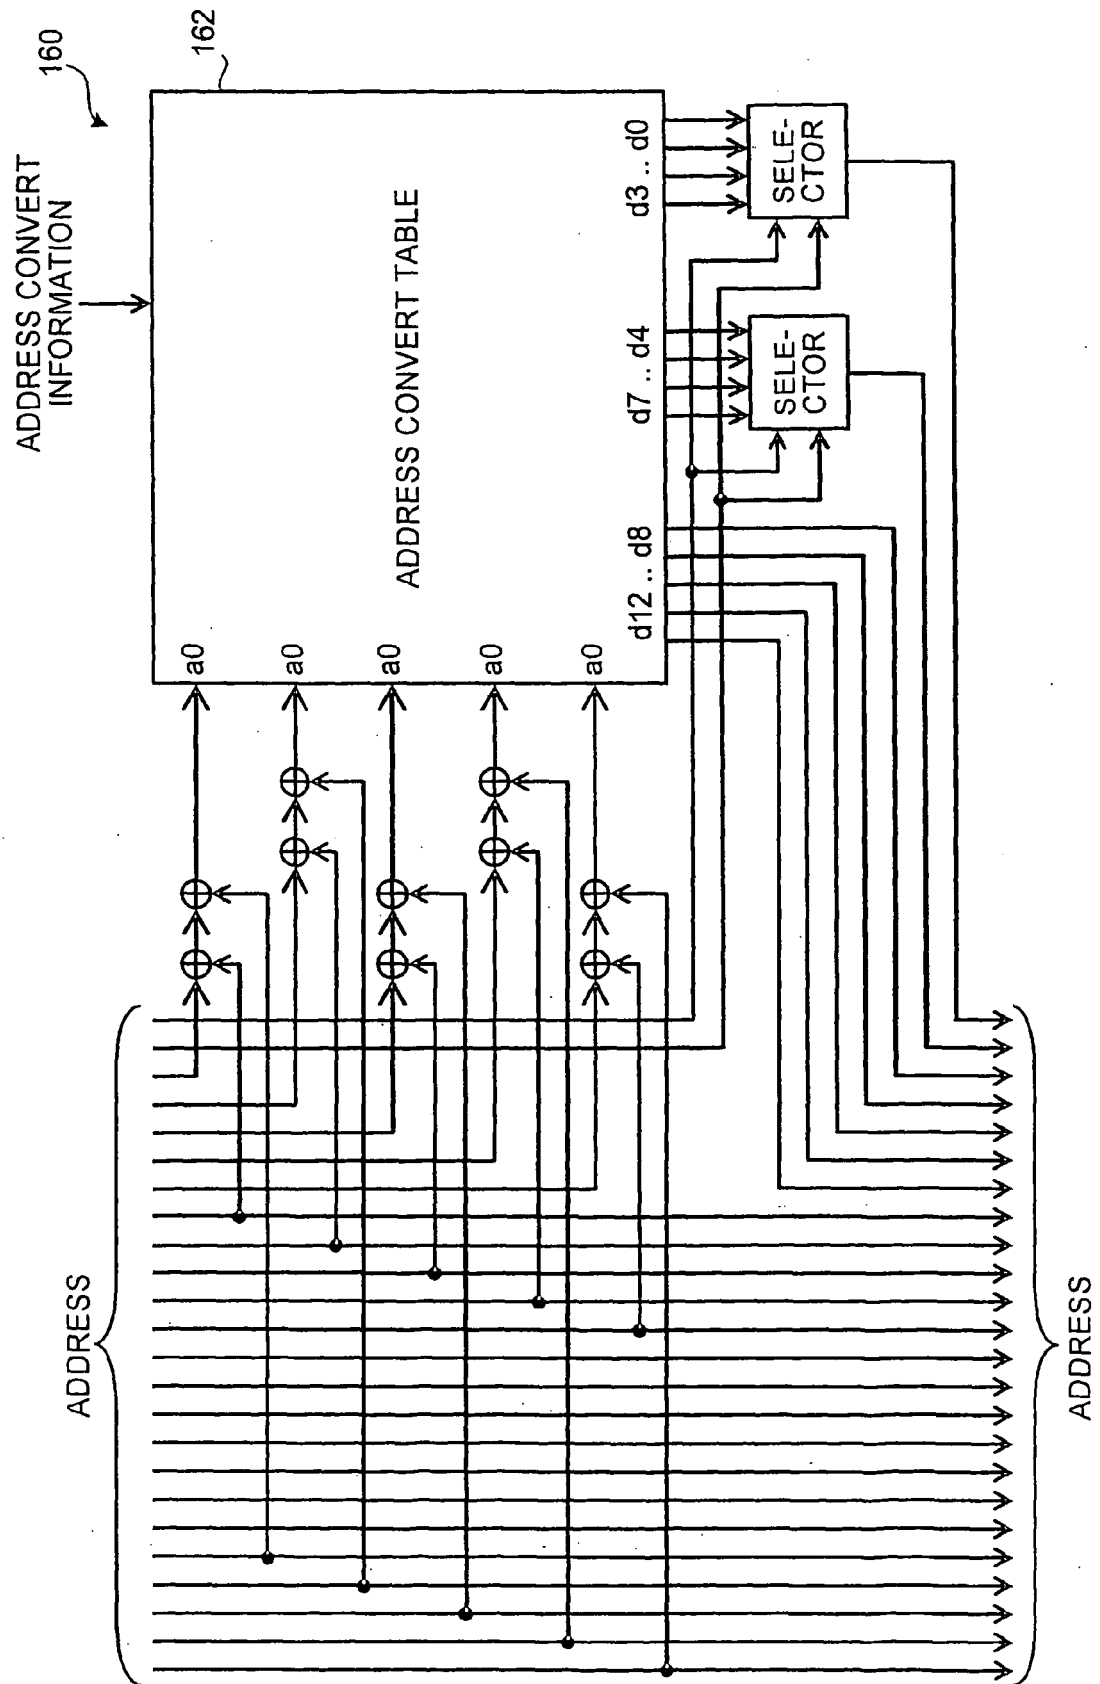 160
162
ADDRESS CONVERT
INFORMATION
ADDRESS CONVERT TABLE
a0
a0
a0
a0
a0
d12 .. d8
d7 .. d4
d3 .. d0
SELE-
CTOR
SELE-
CTOR
ADDRESS
ADDRESS